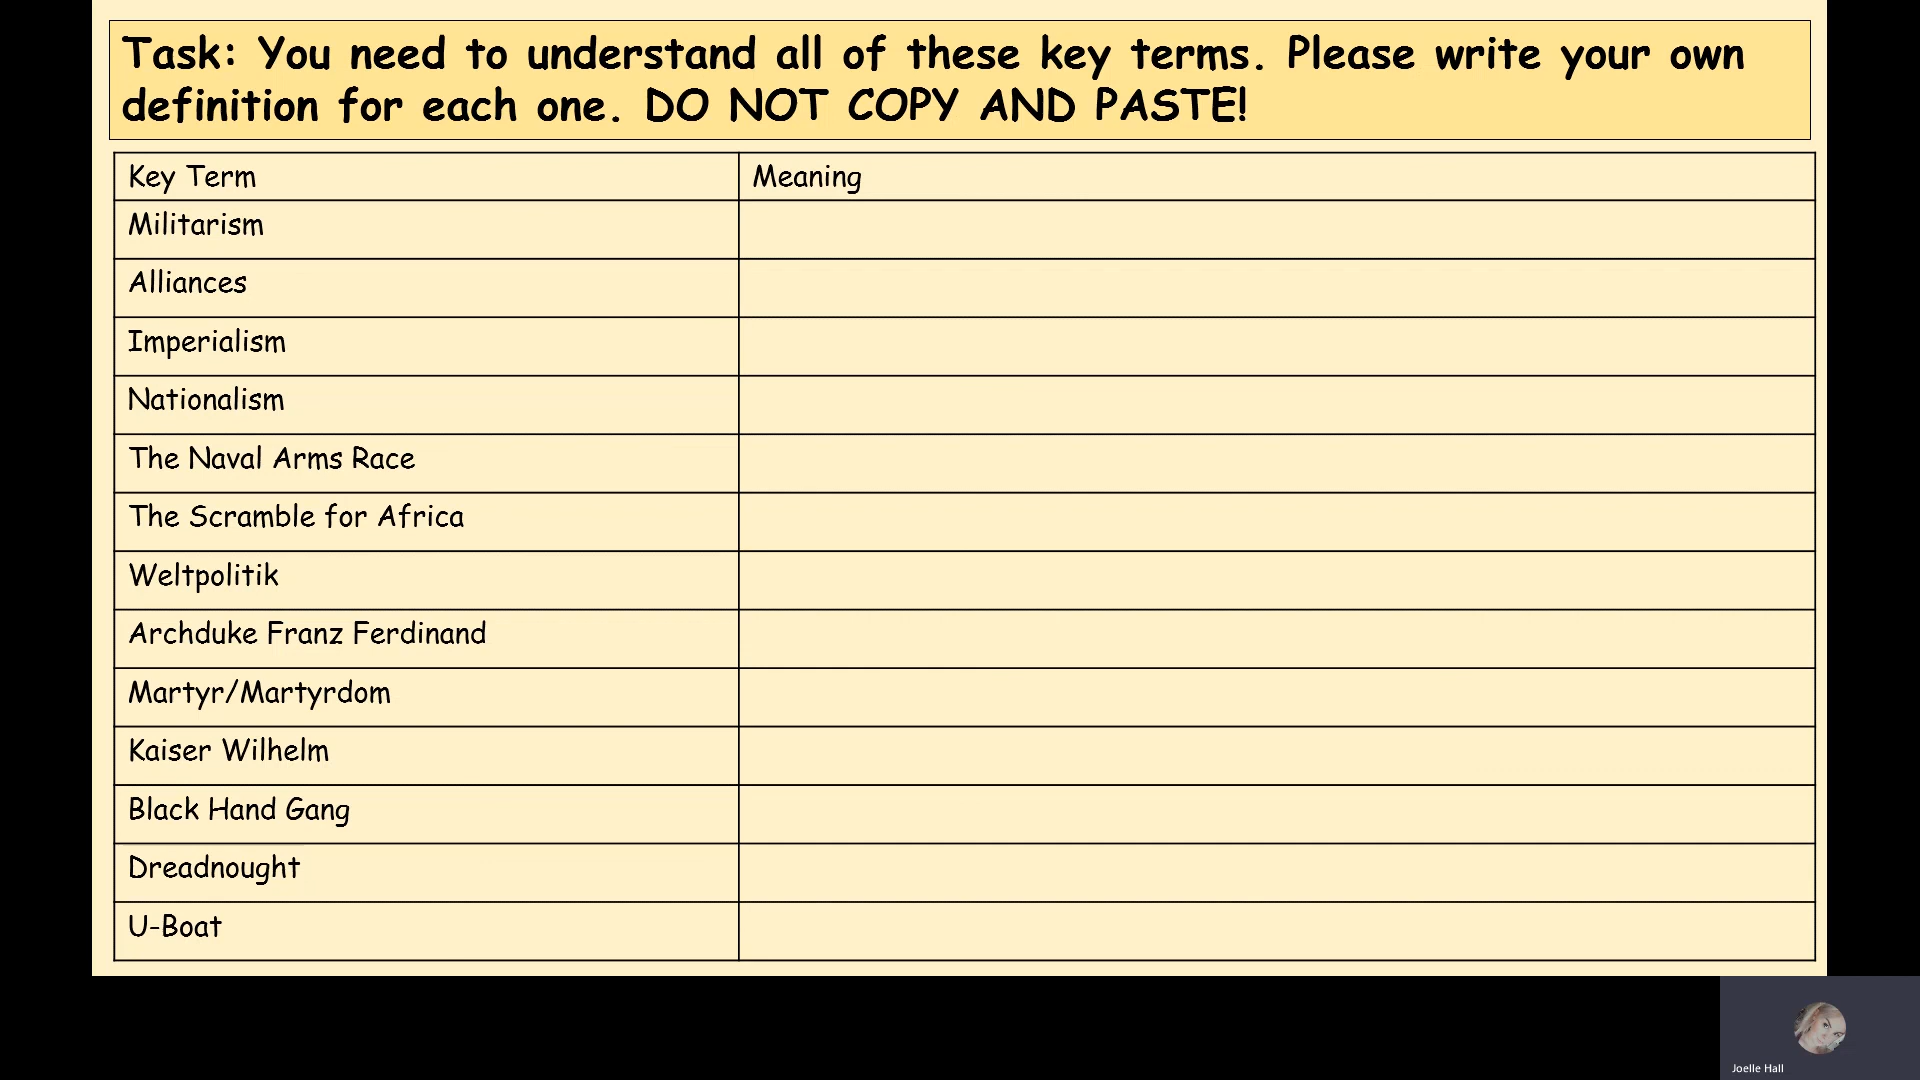 Task: You need to understand all of these key terms. Please write your own
definition for each one. DO NOT COPY AND PASTE!
Key Term Meaning
Militarism
Alliances
Imperialism
Nationalism
The Naval Arms Race
The Scramble for Africa
Weltpolitik
Archduke Franz Ferdinand
Martyr/Martyrdom
Kaiser Wilhelm
Black Hand Gang
Dreadnought
U-Boat
Joelle Hall